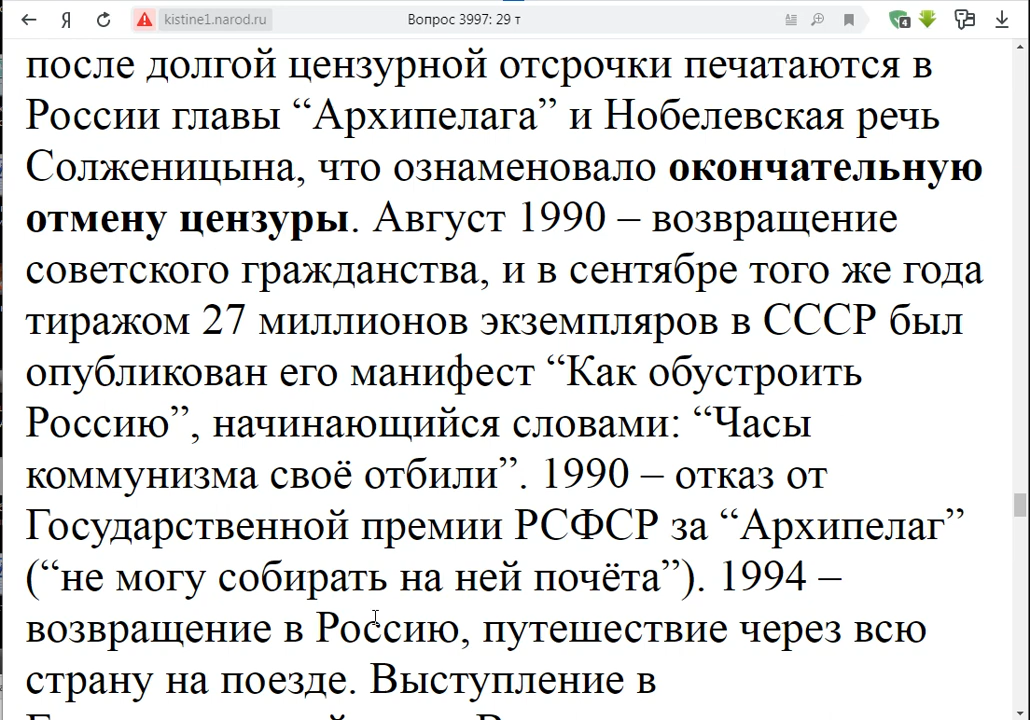 kistine1.narod.ru
Вопрос 3997: 29 т
4
после долгой цензурной отсрочки печатаются в
России главы “Архипелага” и Нобелевская речь
Солженицына, что ознаменовало окончательную
отмену цензуры. Август 1990 – возвращение
советского гражданства, и в сентябре того же года
тиражом 27 миллионов экземпляров в СССР был
опубликован его манифест “Как обустроить
Россию”, начинающийся словами: “Часы
коммунизма своё отбили”. 1990 – отказ от
Государственной премии РСФСР за “Архипелаг”
(“не могу собирать на ней почёта”). 1994 –
возвращение в Россию, путешествие через всю
страну на поезде. Выступление в